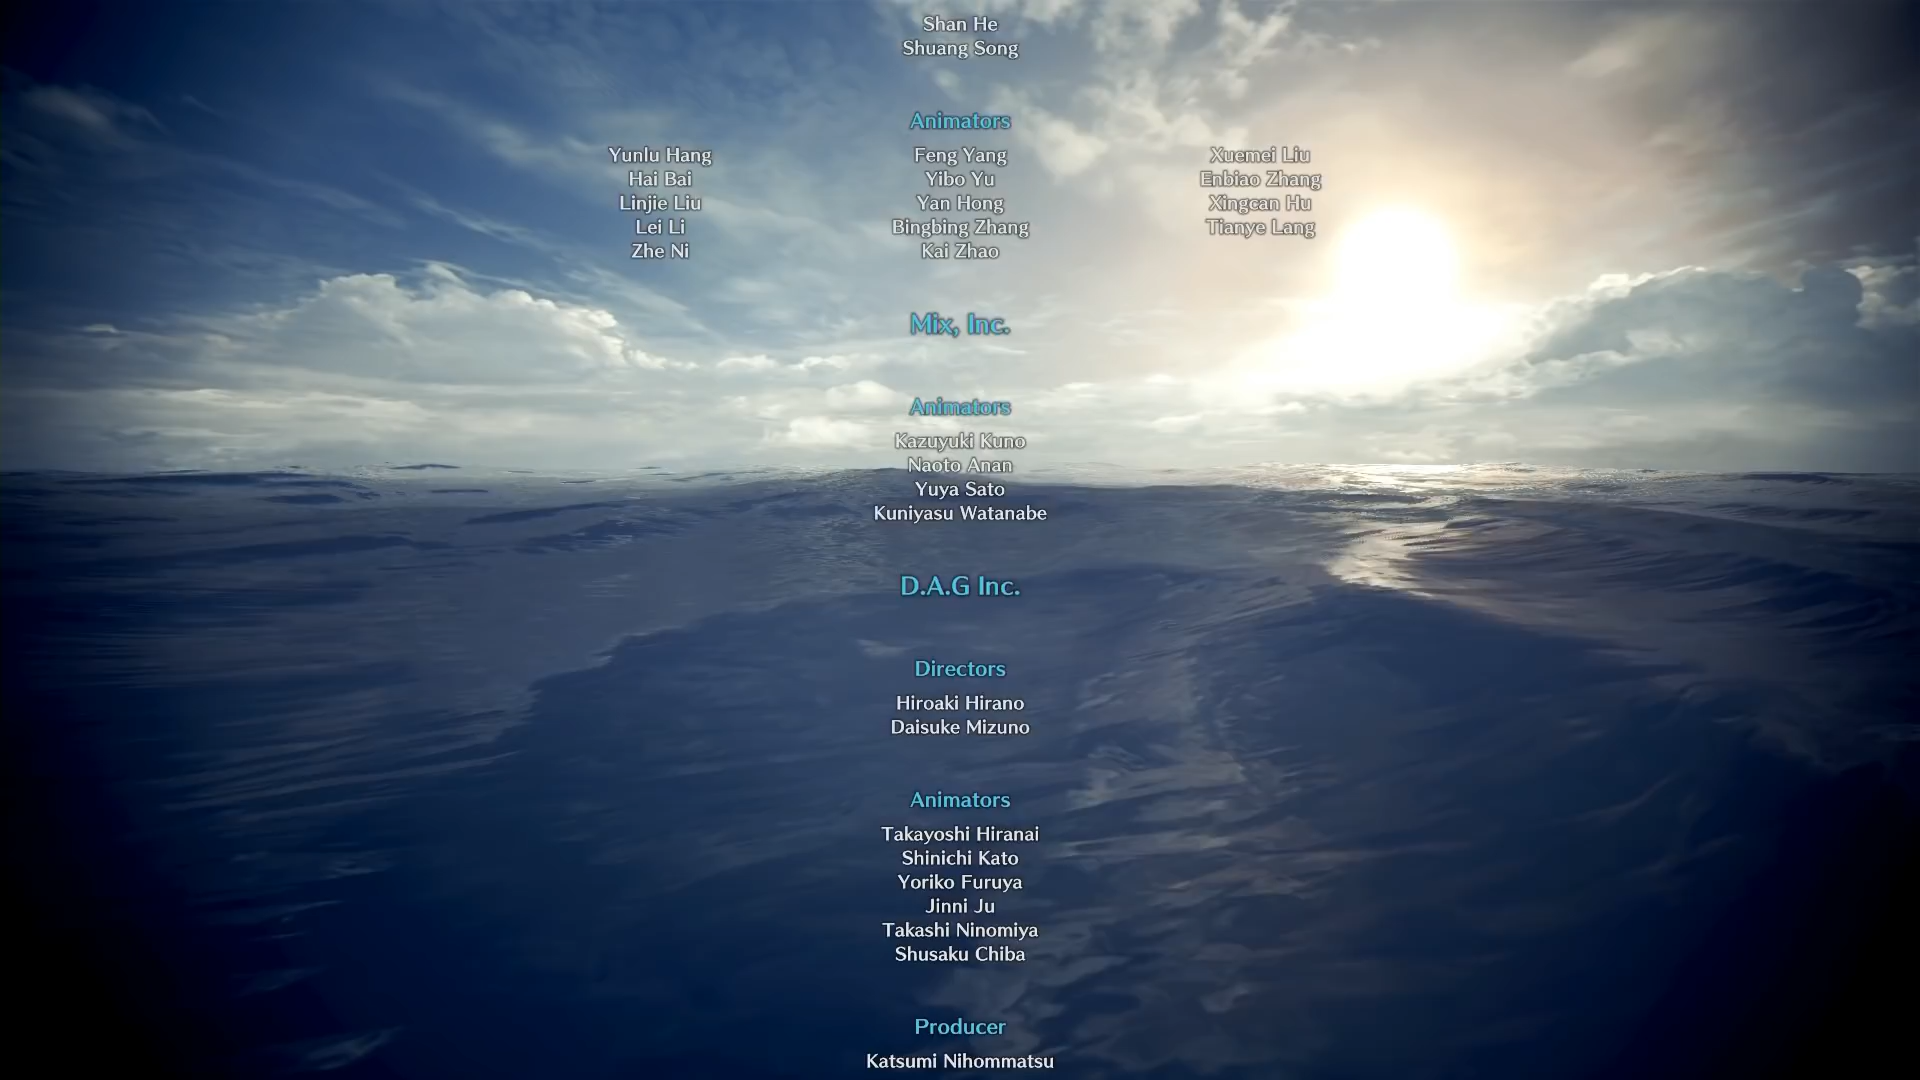 Shan He
Shuang Song
Animators
Yunlu Hang Feng Yang Xuemei Liu
Hai Bai Yibo Yu Enbiao Zhang
Linjie Liu Yan Hong Xingcan Hu
Lei Li Bingbing Zhang Tianye Lang
Zhe Ni Kai Zhao
Mix, Inc.
Animators
Kazuyuki Kuno
Naoto Anan
Yuya Sato
Kuniyasu Watanabe
D.A.G Inc.
Directors
Hiroaki Hirano
Daisuke Mizuno
Animators
Takayoshi Hiranai
Shinichi Kato
Yoriko Furuya
Jinni Ju
Takashi Ninomiya
Shusaku Chiba
Producer
Katsumi Nihommatsu